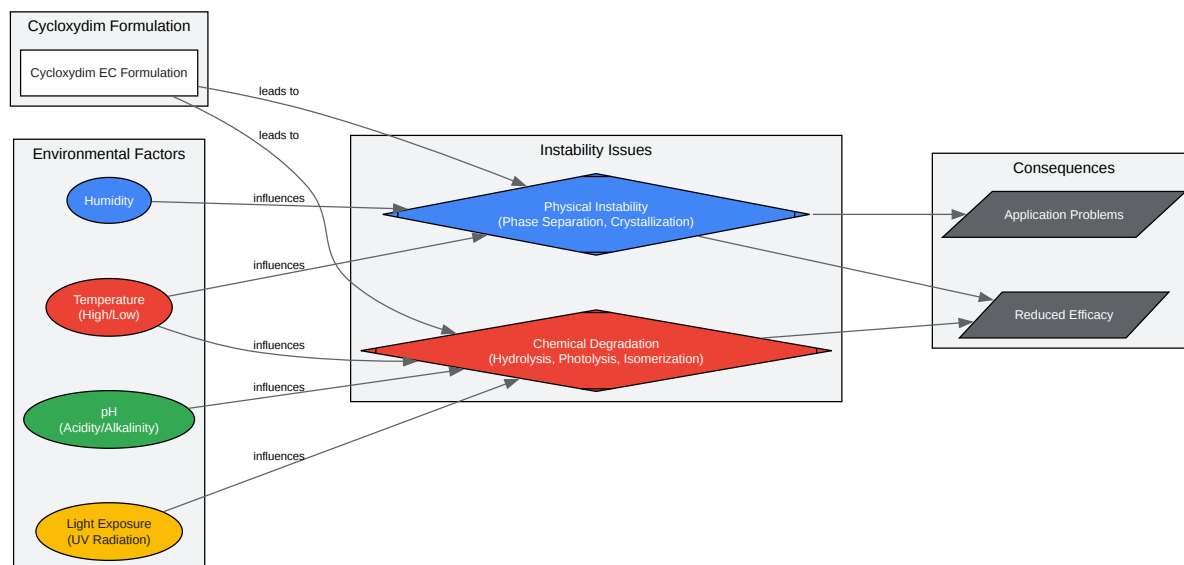 Cycloxydim Formulation
Cycloxydim EC Formulation
leads to
leads to
Environmental Factors
Humidity
influences
Temperature
(High/Low)
influences
influences
pH
(Acidity/Alkalinity)
influences
Light Exposure
(UV Radiation)
influences
Instability Issues
Physical Instability
(Phase Separation, Crystallization)
Chemical Degradation
(Hydrolysis, Photolysis, Isomerization)
Consequences
Application Problems
Reduced Efficacy